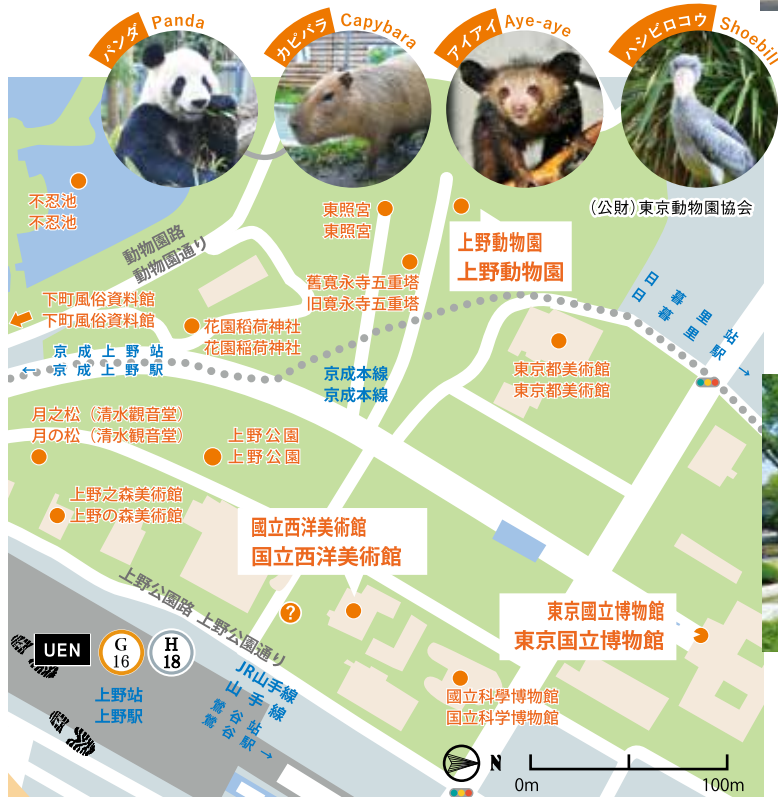 パンダ Panda
カピバラ Capybara
アイアイ Aye-aye
ハシビロコウ Shoebill
(公財)東京動物園協会
不忍池
不忍池
東照宮
東照宮
上野動物園
上野動物園
動物園路
動物園通り
舊寬永寺五重塔
旧寛永寺五重塔
日暮里站
日暮里駅 →
下町風俗資料館
下町風俗資料館
花園稻荷神社
花園稲荷神社
京成上野站
← 京成上野駅
京成本線
京成本線
東京都美術館
東京都美術館
月之松（清水觀音堂）
月の松（清水観音堂）
上野公園
上野公園
上野之森美術館
上野の森美術館
國立西洋美術館
国立西洋美術館
上野公園路 上野公園通り
?
東京國立博物館
東京国立博物館
UEN
G
16
H
18
上野站
上野駅
JR山手線
山手線
鶯谷站
鶯谷駅 →
國立科學博物館
国立科学博物館
N
0m 100m